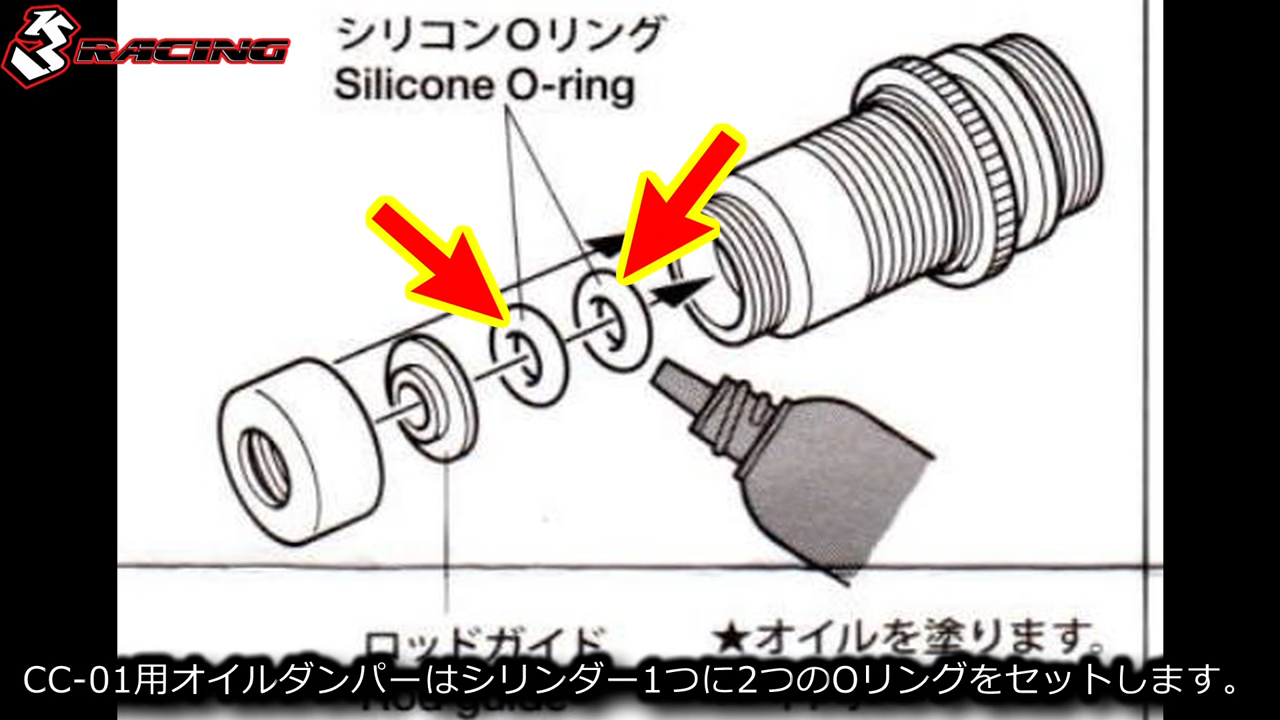 3 RACING
シリコンOリング
Silicone O-ring
ロッドガイド
★オイルを塗ります。
CC-01用オイルダンパーはシリンダー1つに2つのOリングをセットします。
Rod guide